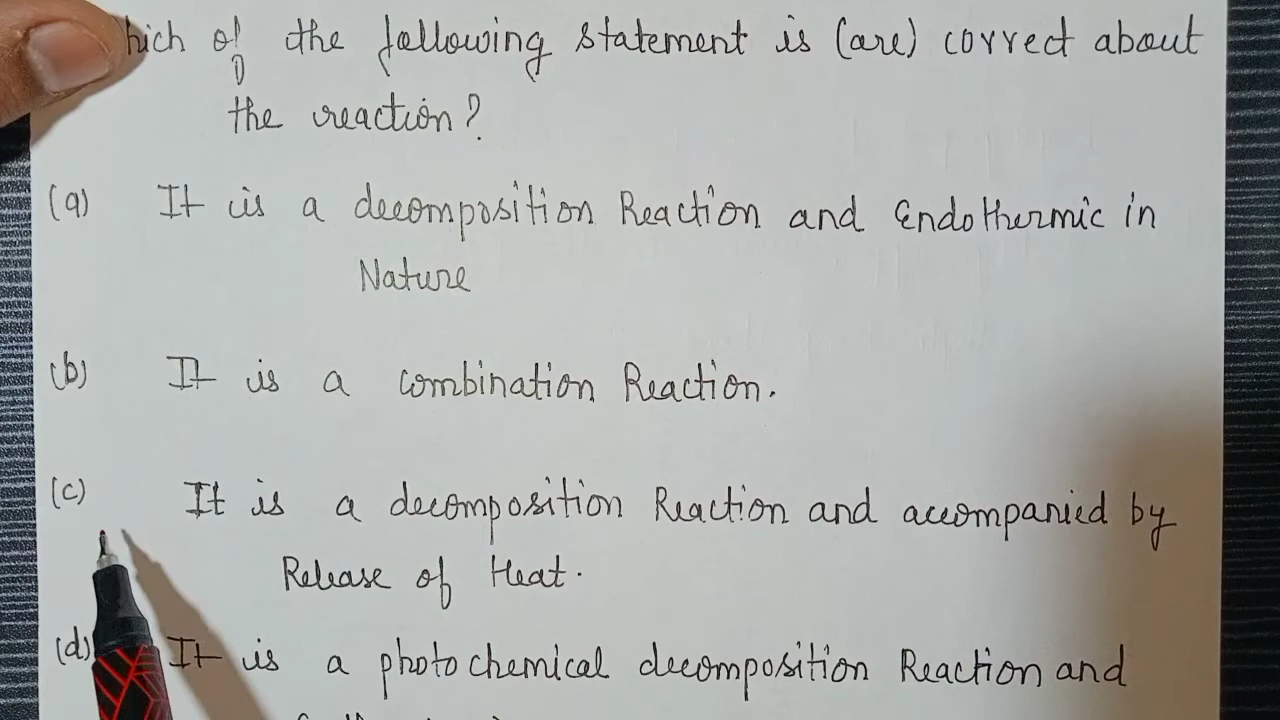 hich of the following statement is (are) correct about
the reaction?
(a) It is a decomposition Reaction and Endothermic in
Nature
(b) It is a combination Reaction.
(c) It is a decomposition Reaction and accompanied by
Release of Heat.
(d) It is a photochemical decomposition Reaction and